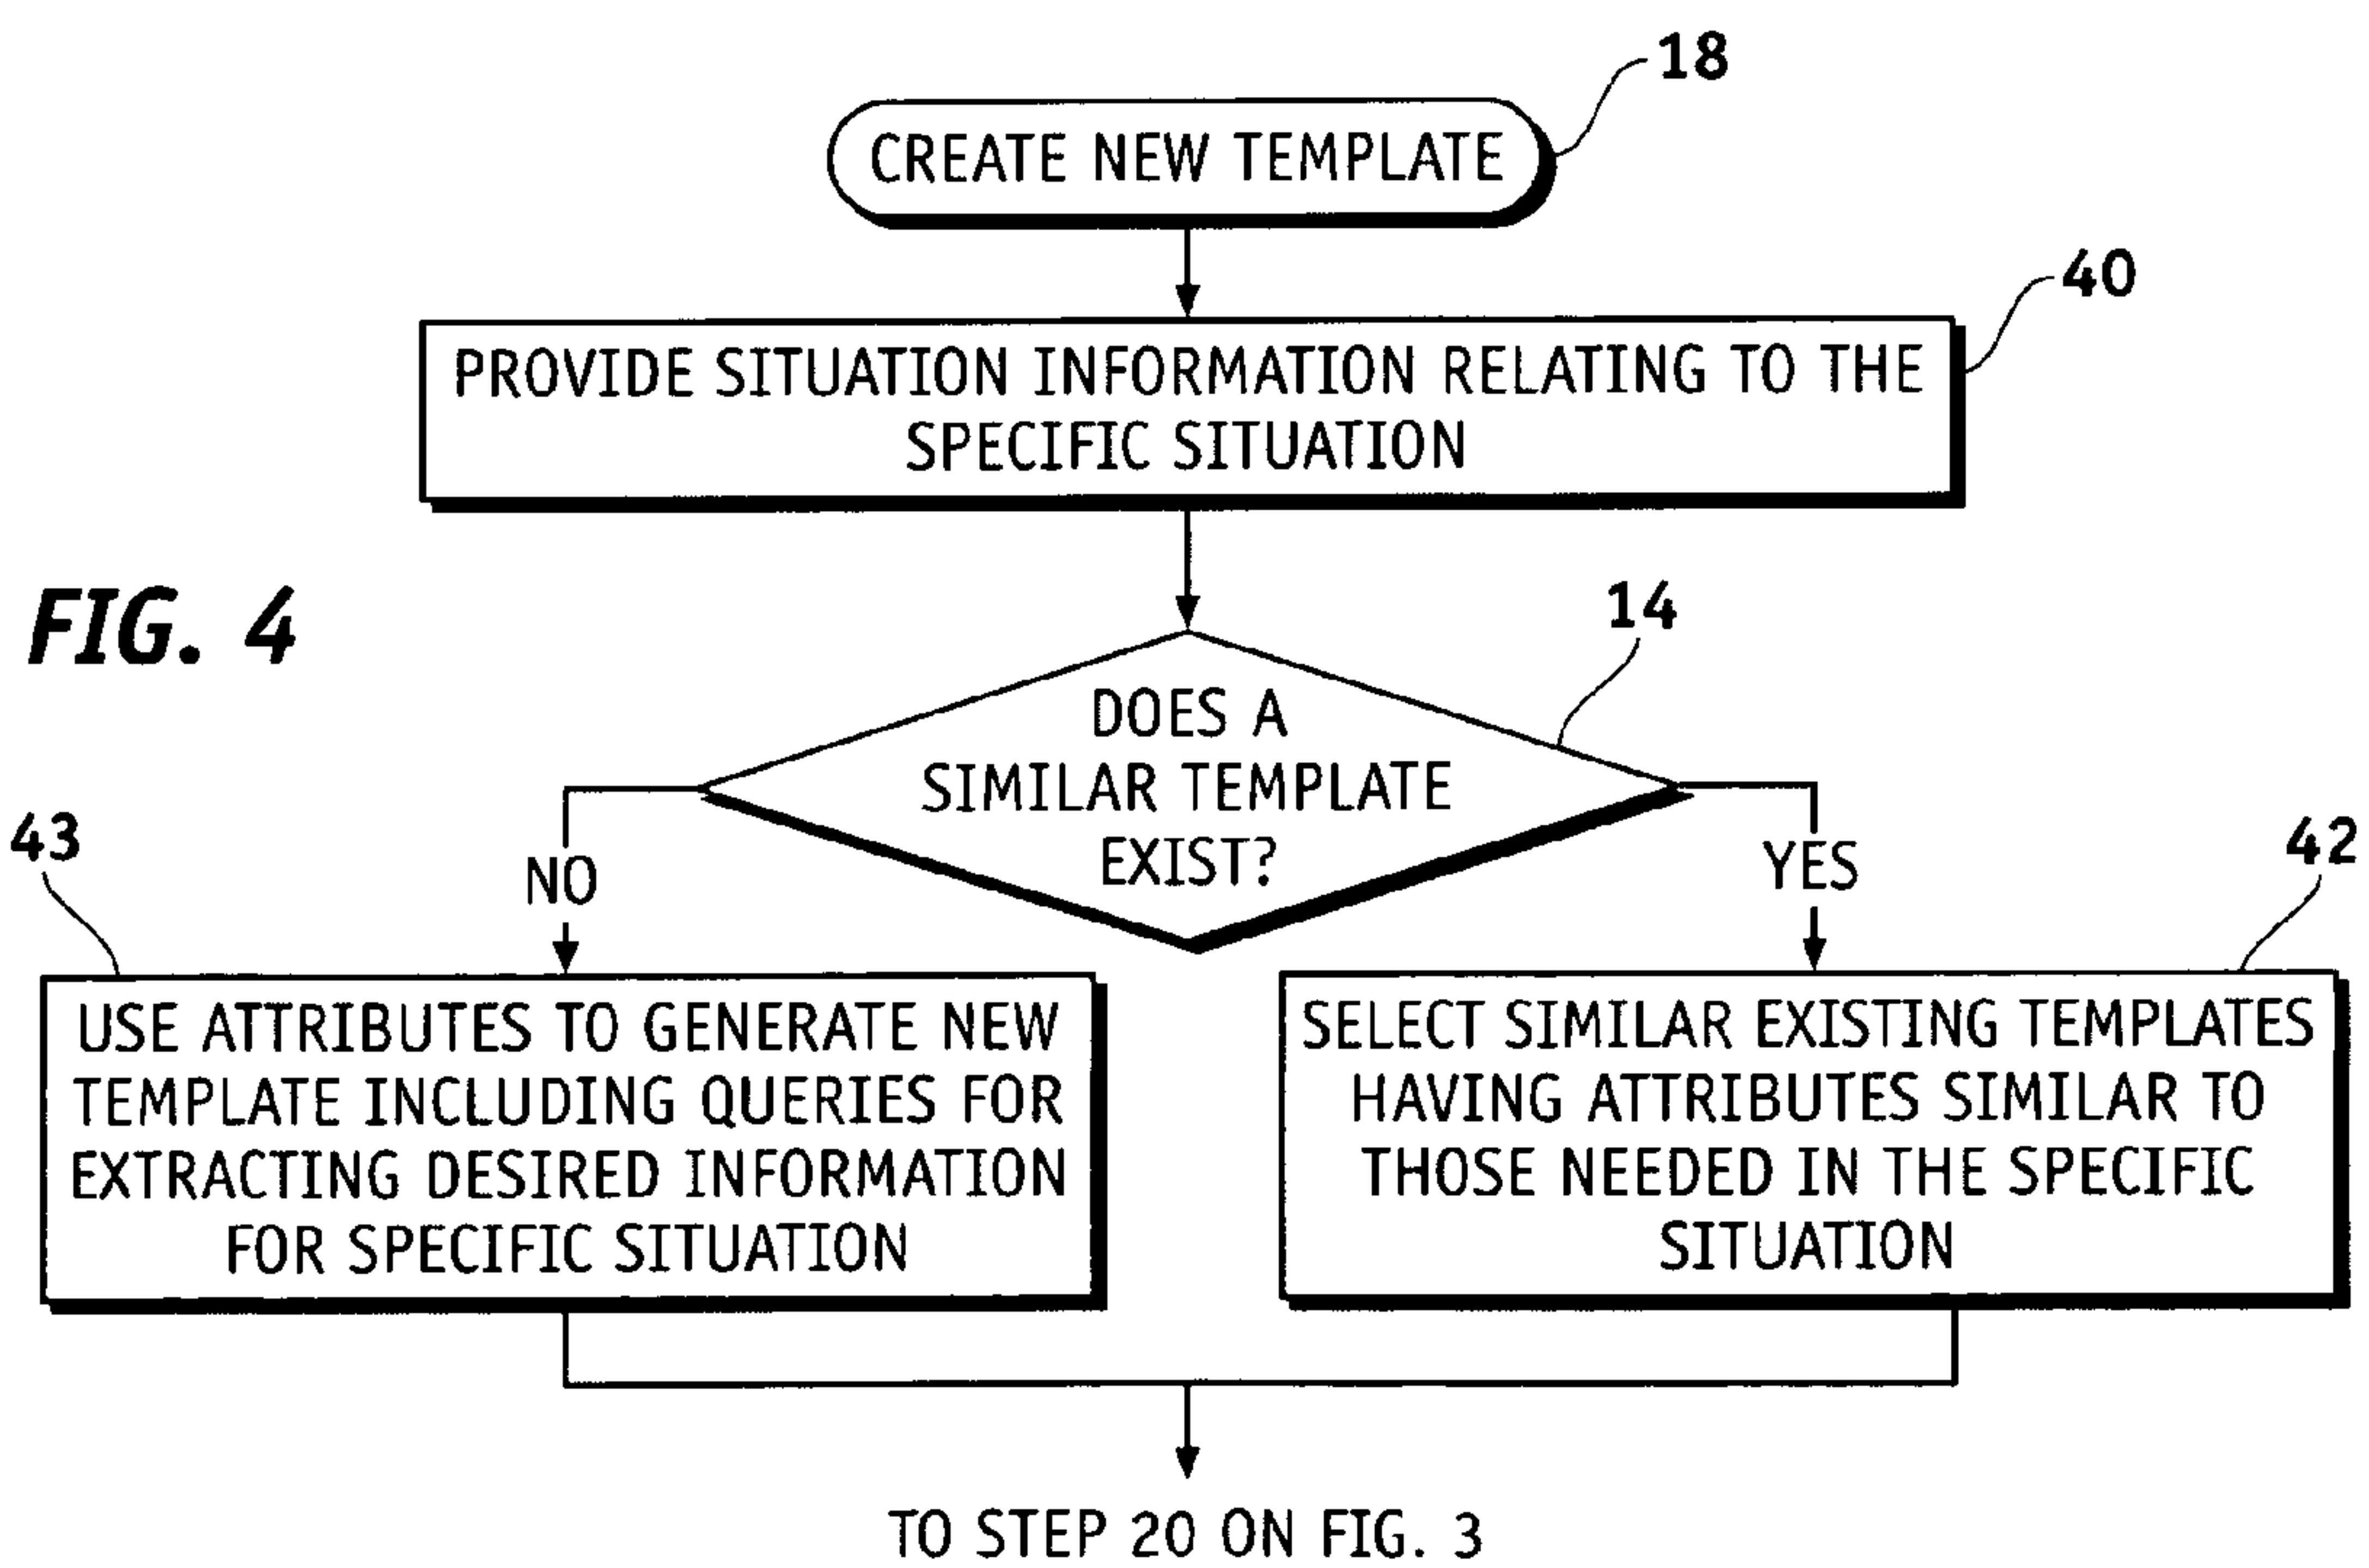 18
CREATE NEW TEMPLATE
40
PROVIDE SITUATION INFORMATION RELATING TO THE
SPECIFIC SITUATION
FIG. 4
14
DOES A
SIMILAR TEMPLATE
EXIST?
43
NO
YES
42
USE ATTRIBUTES TO GENERATE NEW
TEMPLATE INCLUDING QUERIES FOR
EXTRACTING DESIRED INFORMATION
FOR SPECIFIC SITUATION
SELECT SIMILAR EXISTING TEMPLATES
HAVING ATTRIBUTES SIMILAR TO
THOSE NEEDED IN THE SPECIFIC
SITUATION
TO STEP 20 ON FIG. 3